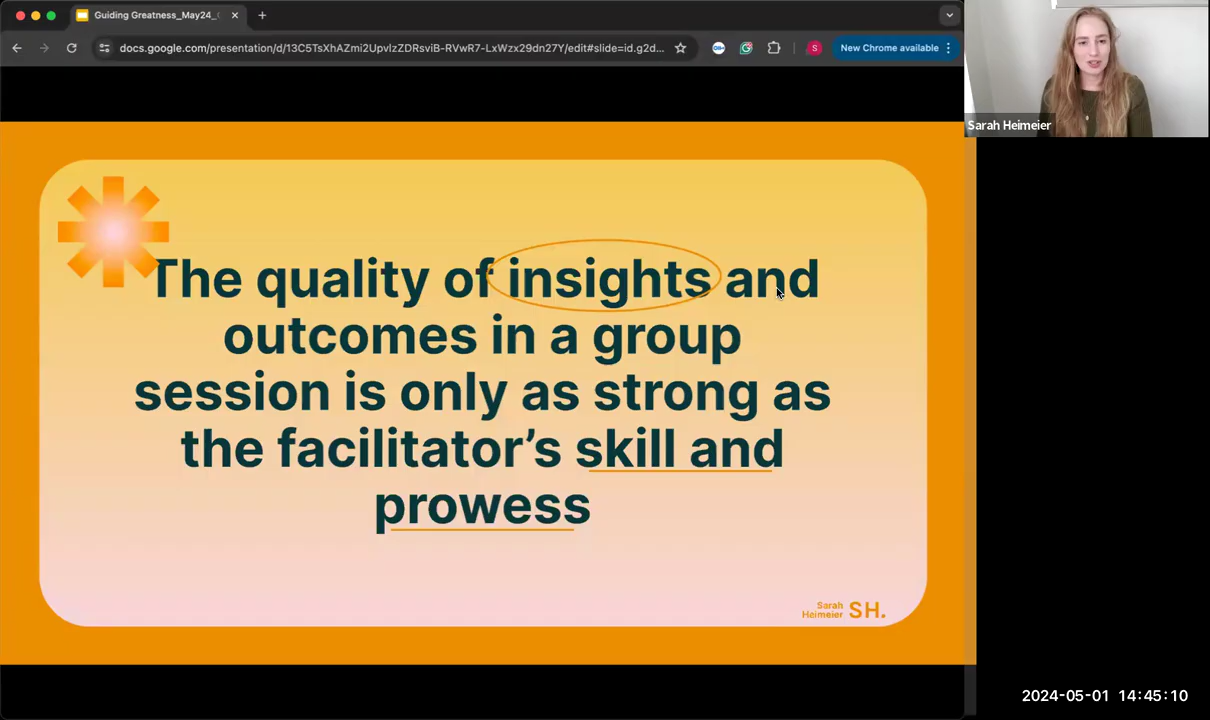 Guiding Greatness_May24_
docs.google.com/presentation/d/13C5TsXhAZmi2UpvIzZDRsviB-RVwR7-LxWzx29dn27Y/edit#slide=id.g2d...
S
New Chrome available
Sarah Heimeier
The quality of insights and
outcomes in a group
session is only as strong as
the facilitator’s skill and
prowess
Sarah
Heimeier
SH.
2024-05-01 14:45:10